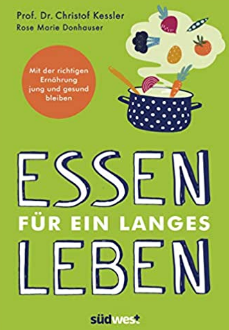 Prof. Dr. Christof Kessler
Rose Marie Donhauser
Mit der richtigen
Ernährung
jung und gesund
bleiben
ESSEN
FÜR EIN LANGES
LEBEN
südwest